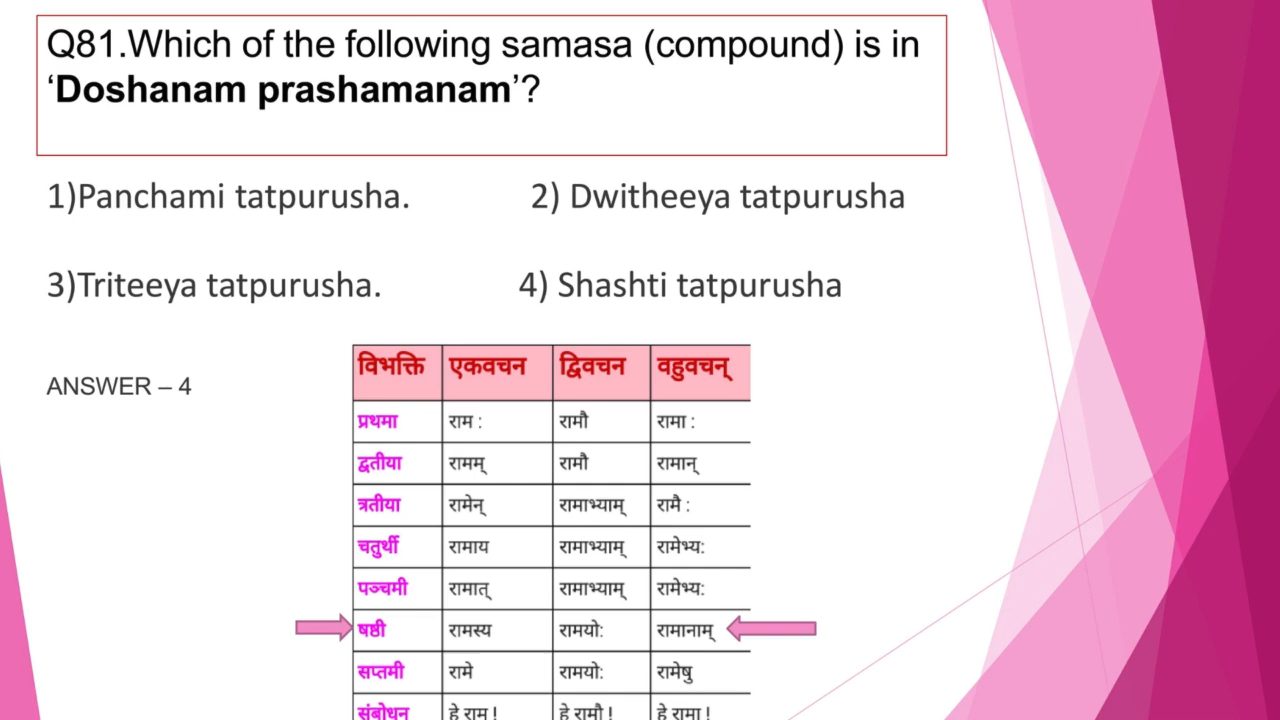 Q81.Which of the following samasa (compound) is in
‘Doshanam prashamanam’?
1)Panchami tatpurusha. 2) Dwitheeya tatpurusha
3)Triteeya tatpurusha. 4) Shashti tatpurusha
ANSWER – 4
विभक्ति एकवचन द्विवचन वहुवचन्
प्रथमा राम : रामौ रामा :
द्वतीया रामम् रामौ रामान्
त्रतीया रामेन् रामाभ्याम् रामै :
चतुर्थी रामाय रामाभ्याम् रामेभ्य:
पञ्चमी रामात् रामाभ्याम् रामेभ्य:
षष्ठी रामस्य रामयो: रामानाम्
सप्तमी रामे रामयो: रामेषु
संबोधन हे राम ! हे रामौ ! हे रामा !